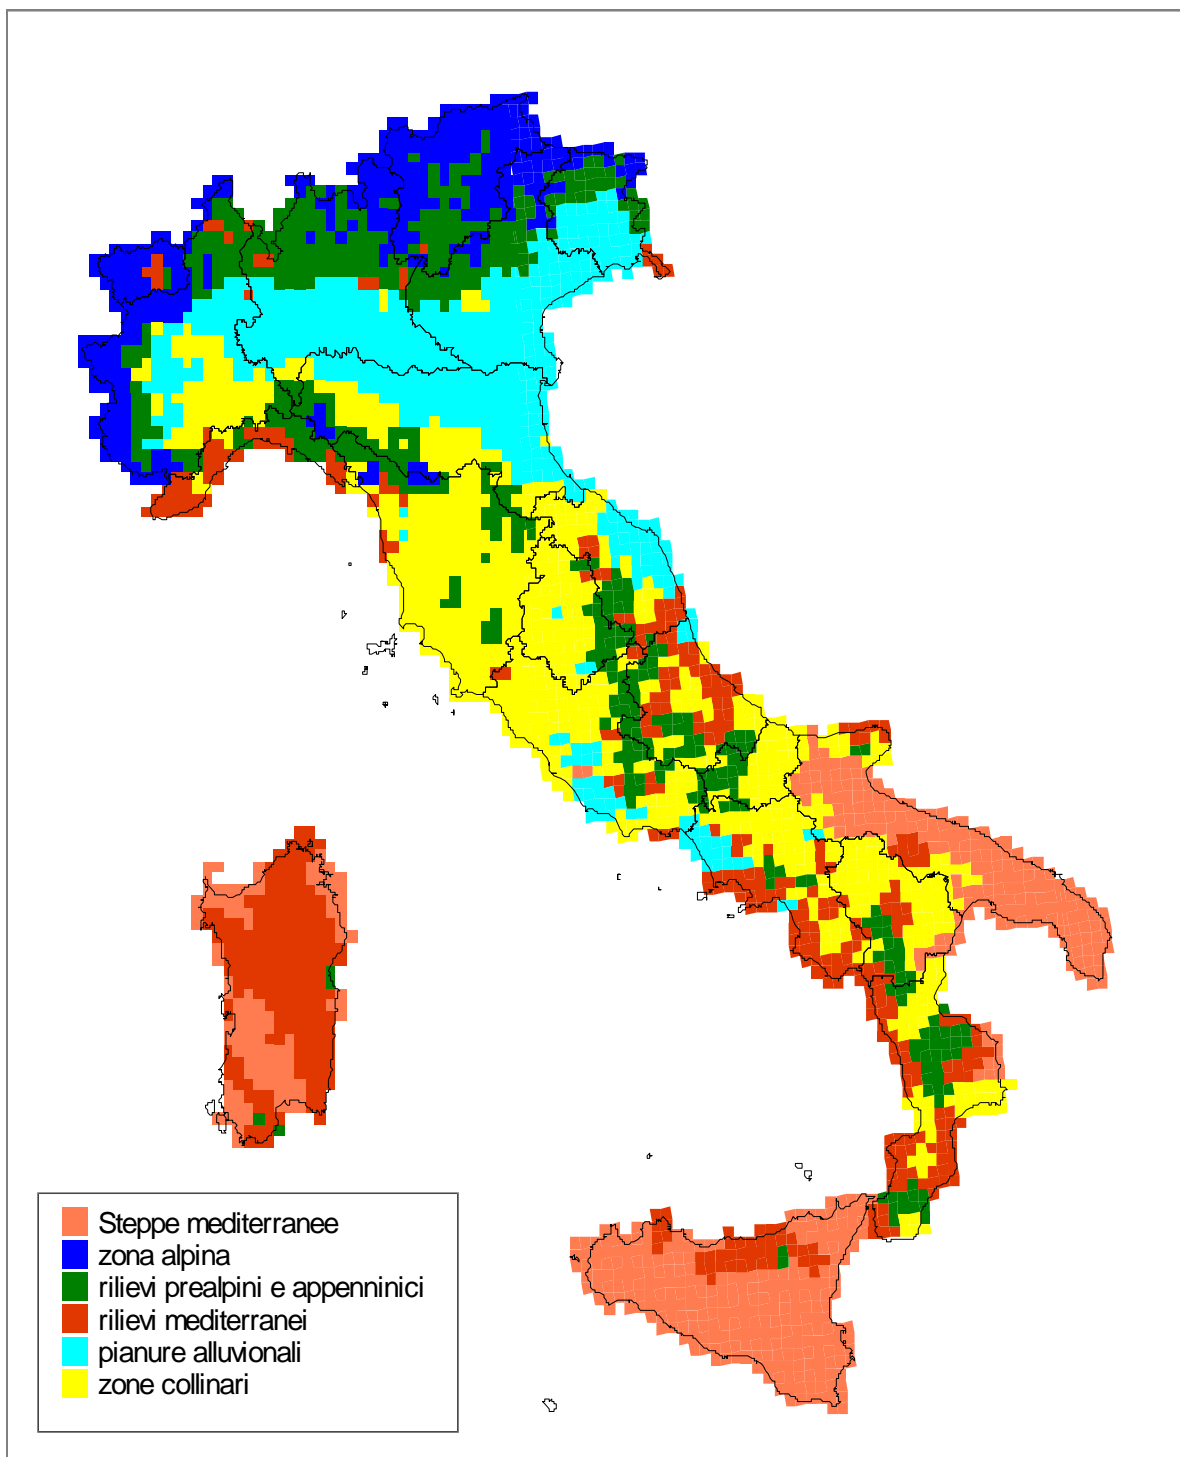 Steppe mediterranee
zona alpina
rilievi prealpini e appenninici
rilievi mediterranei
pianure alluvionali
zone collinari